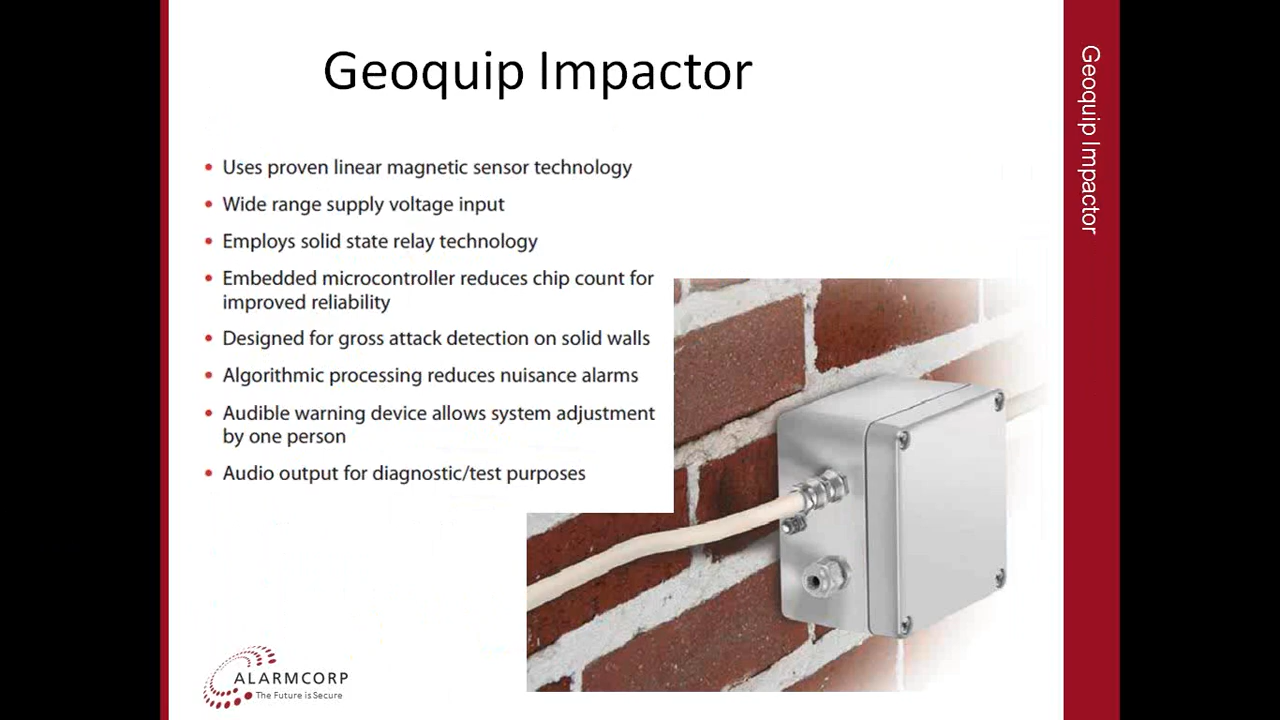 Geoquip Impactor
Geoquip Impactor
• Uses proven linear magnetic sensor technology
• Wide range supply voltage input
• Employs solid state relay technology
• Embedded microcontroller reduces chip count for
improved reliability
• Designed for gross attack detection on solid walls
• Algorithmic processing reduces nuisance alarms
• Audible warning device allows system adjustment
by one person
• Audio output for diagnostic/test purposes
ALARMCORP
The Future is Secure